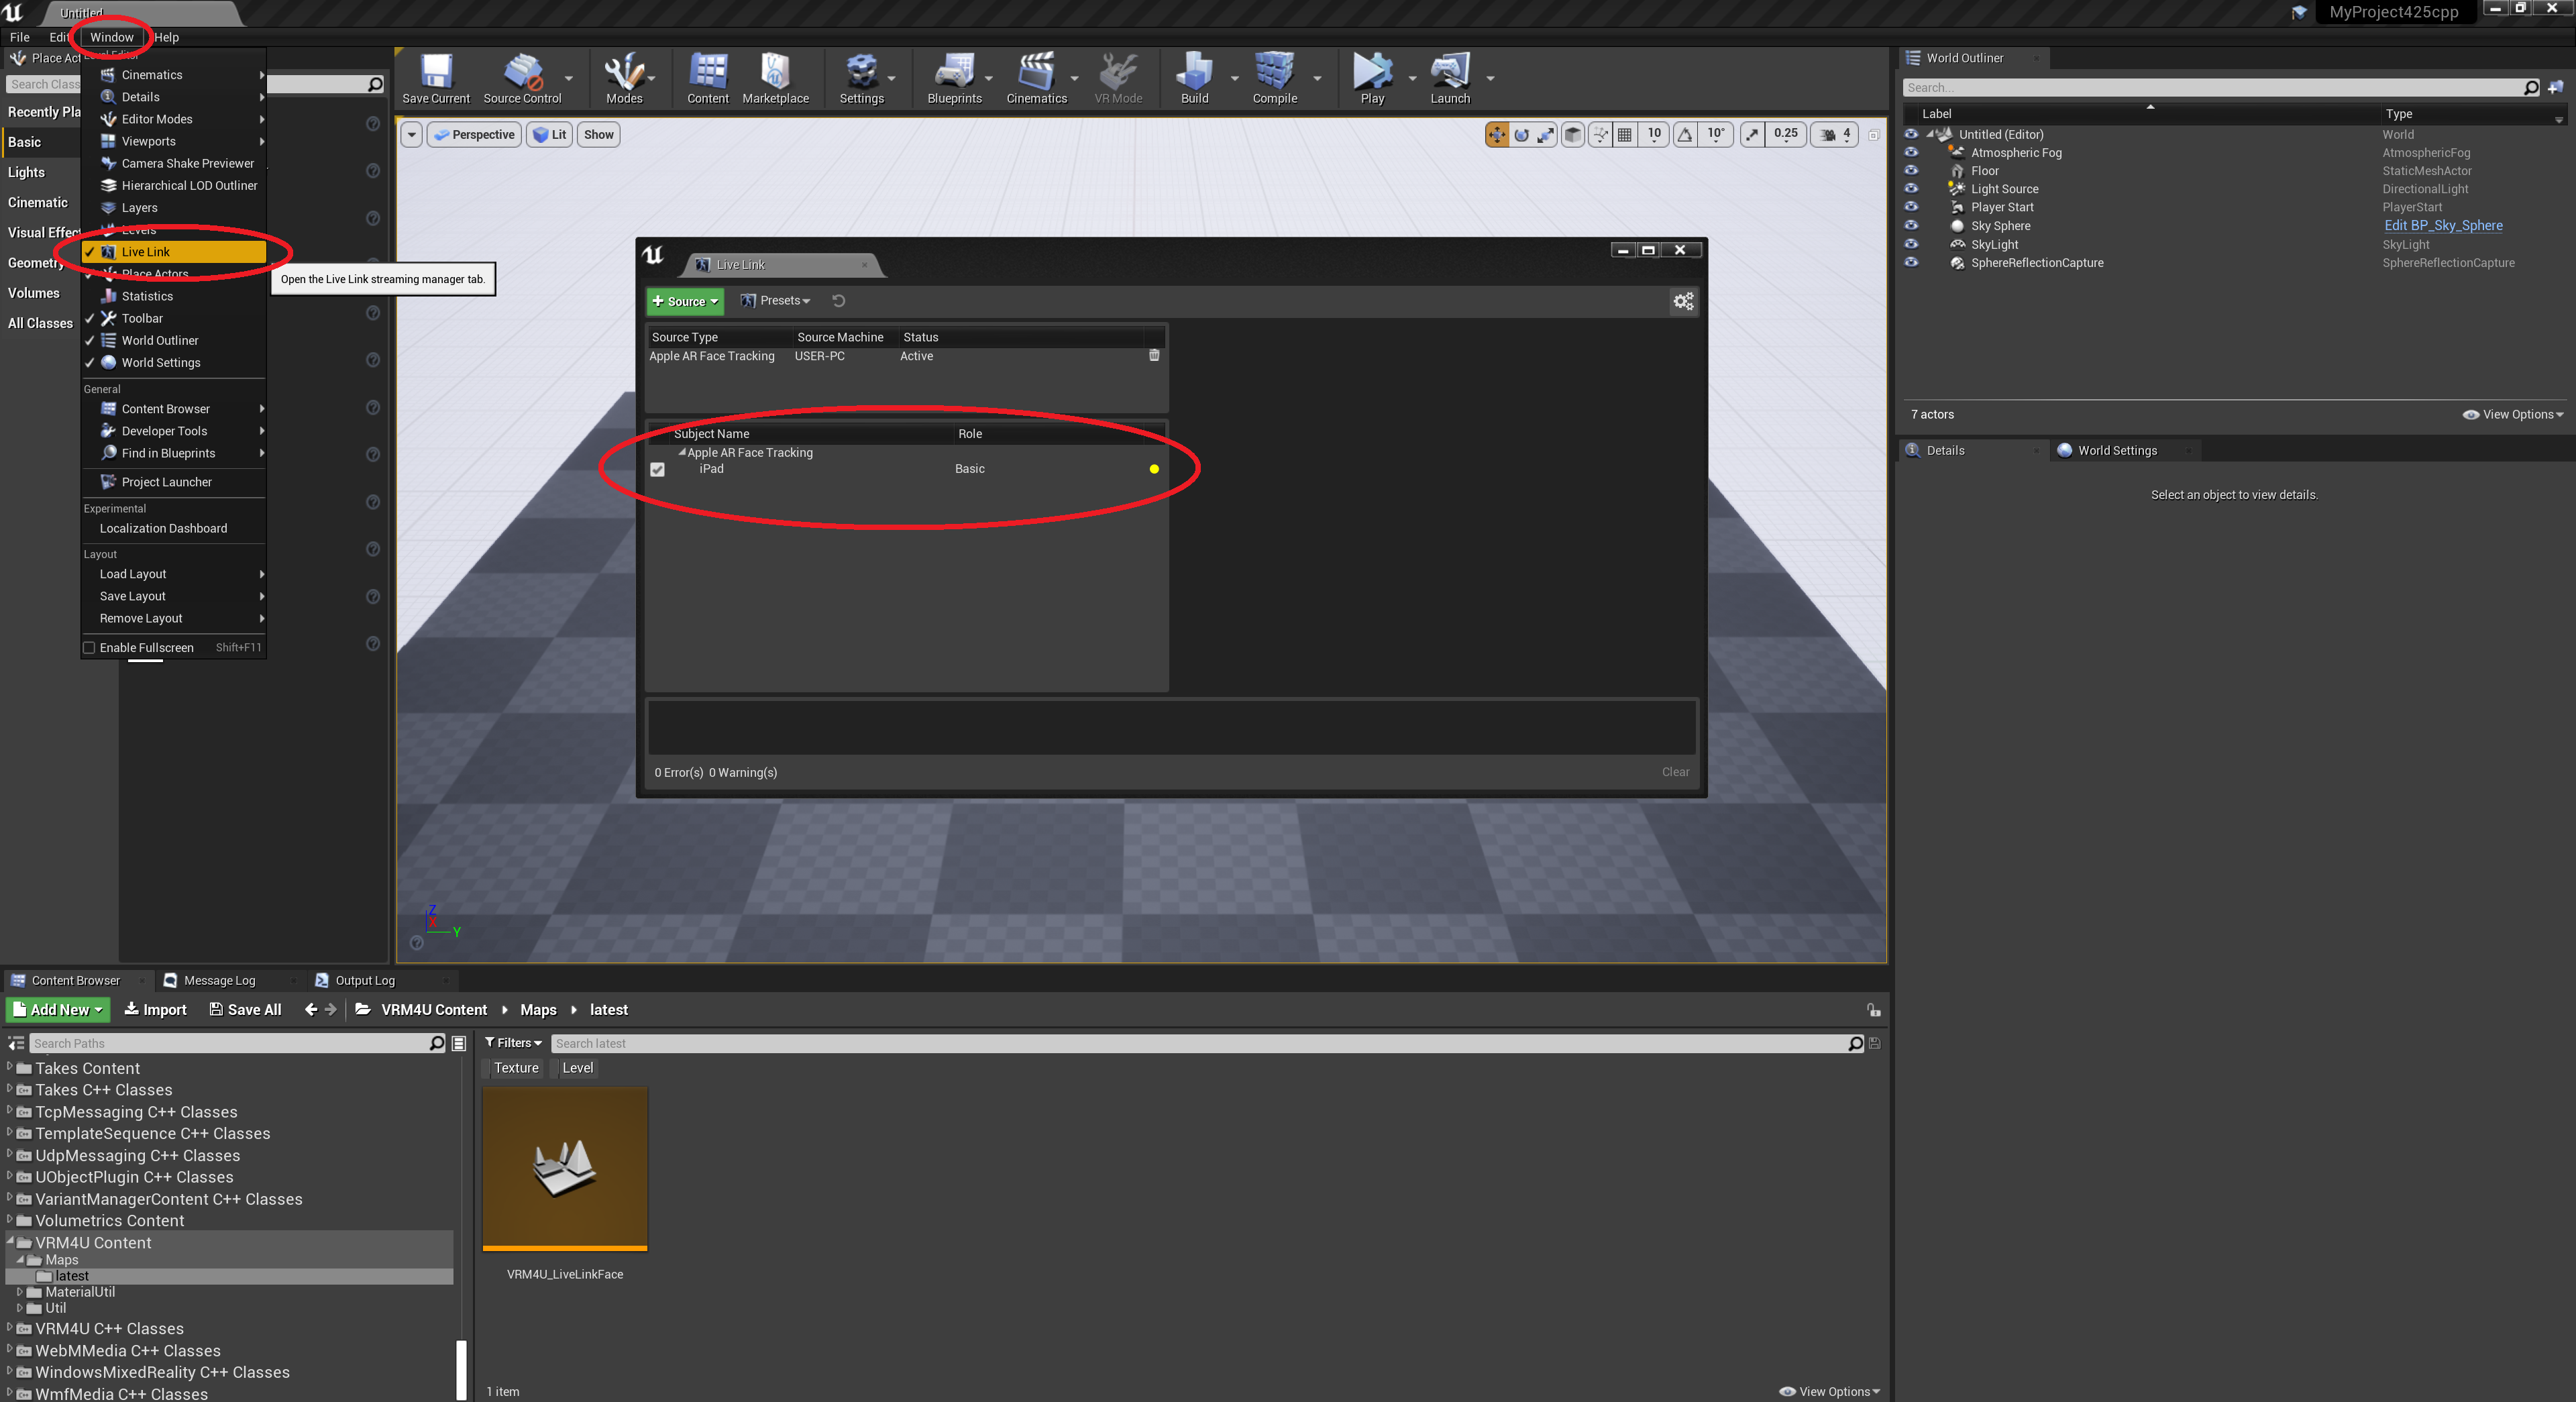 Untitled
MyProject425cpp
File Edit Window Help
Place Act
Search Class
Recently Pla
Basic
Lights
Cinematic
Visual Effec
Geometry
Volumes
All Classes
Cinematics
Details
Editor Modes
Viewports
Camera Shake Previewer
Hierarchical LOD Outliner
Layers
Levels
Live Link
Place Actors
Statistics
Toolbar
World Outliner
World Settings
General
Content Browser
Developer Tools
Find in Blueprints
Project Launcher
Experimental
Localization Dashboard
Layout
Load Layout
Save Layout
Remove Layout
Enable Fullscreen Shift+F11
Open the Live Link streaming manager tab.
Save Current Source Control Modes Content Marketplace Settings Blueprints Cinematics VR Mode Build Compile Play Launch
Perspective Lit Show
10 10° 0.25 4
Live Link
Source Presets
Source Type Source Machine Status
Apple AR Face Tracking USER-PC Active
Subject Name Role
Apple AR Face Tracking
iPad Basic
0 Error(s) 0 Warning(s) Clear
Z
X
Y
World Outliner
Search...
Label Type
Untitled (Editor) World
Atmospheric Fog AtmosphericFog
Floor StaticMeshActor
Light Source DirectionalLight
Player Start PlayerStart
Sky Sphere Edit BP_Sky_Sphere
SkyLight SkyLight
SphereReflectionCapture SphereReflectionCapture
7 actors View Options
Details World Settings
Select an object to view details.
Content Browser Message Log Output Log
Add New Import Save All VRM4U Content Maps latest
Search Paths
Takes Content
Takes C++ Classes
TcpMessaging C++ Classes
TemplateSequence C++ Classes
UdpMessaging C++ Classes
UObjectPlugin C++ Classes
VariantManagerContent C++ Classes
Volumetrics Content
VRM4U Content
Maps
latest
MaterialUtil
Util
VRM4U C++ Classes
WebMMedia C++ Classes
WindowsMixedReality C++ Classes
WmfMedia C++ Classes
Filters Search latest
Texture Level
VRM4U_LiveLinkFace
1 item View Options